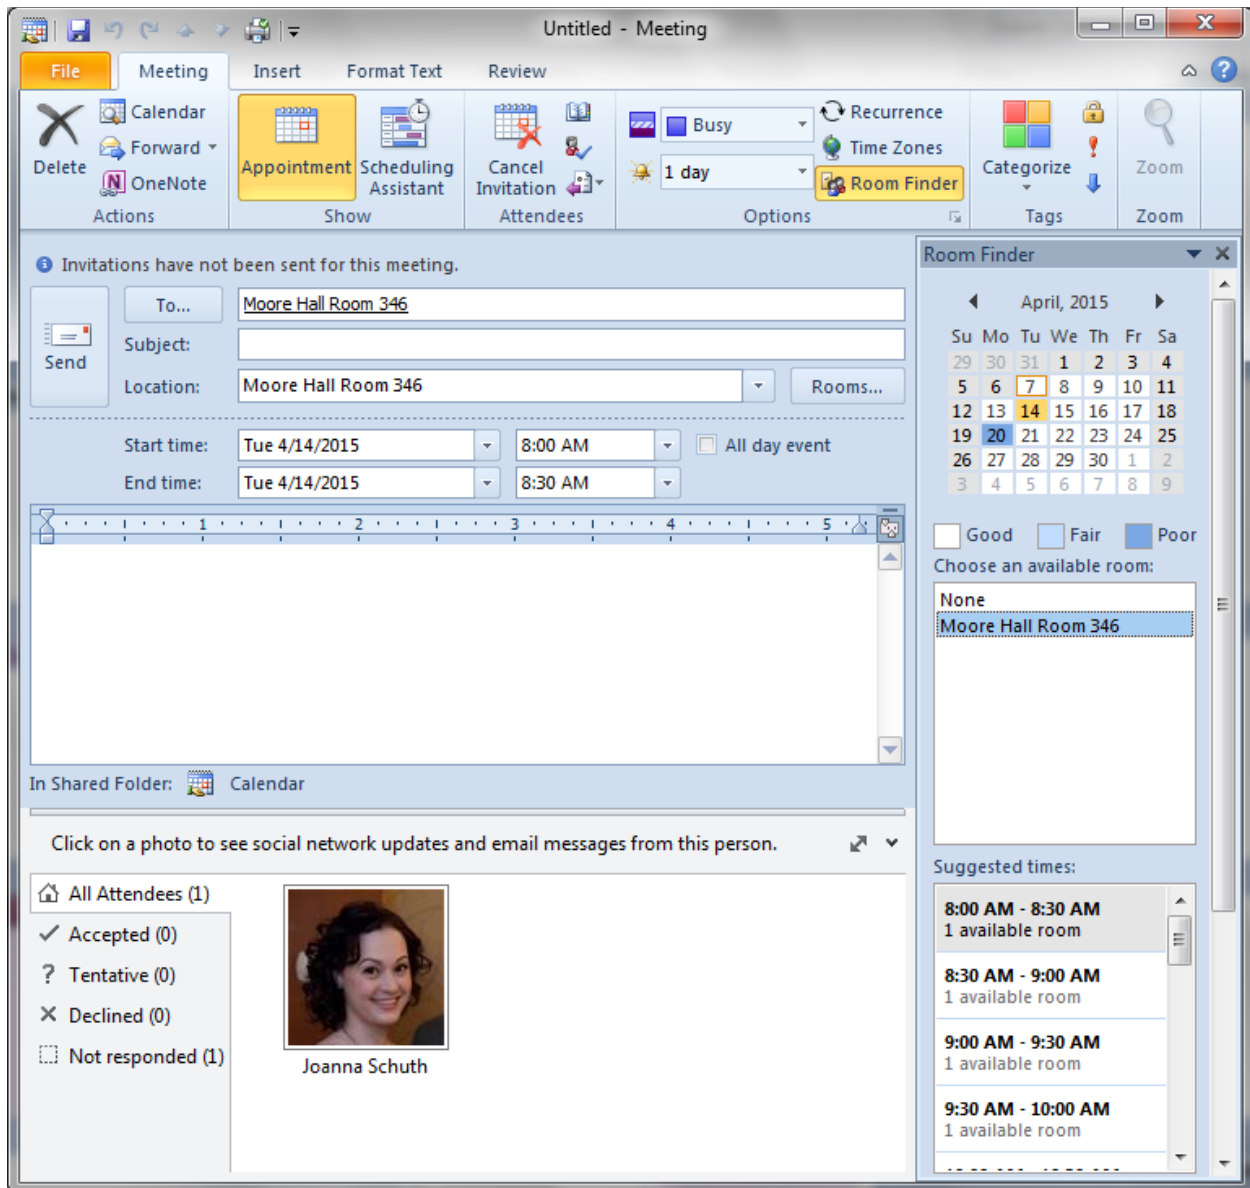 Untitled - Meeting
File Meeting Insert Format Text Review
Delete
Calendar
Forward
OneNote
Actions
Appointment
Scheduling Assistant
Show
Cancel Invitation
Attendees
Busy
1 day
Recurrence
Time Zones
Room Finder
Options
Categorize
Tags
Zoom
Zoom
Invitations have not been sent for this meeting.
Send
To... Moore Hall Room 346
Subject:
Location: Moore Hall Room 346 Rooms...
Start time: Tue 4/14/2015 8:00 AM All day event
End time: Tue 4/14/2015 8:30 AM
1 2 3 4 5
In Shared Folder: Calendar
Click on a photo to see social network updates and email messages from this person.
All Attendees (1)
Accepted (0)
? Tentative (0)
Declined (0)
Not responded (1)
Joanna Schuth
Room Finder
April, 2015
Su Mo Tu We Th Fr Sa
29 30 31 1 2 3 4
5 6 7 8 9 10 11
12 13 14 15 16 17 18
19 20 21 22 23 24 25
26 27 28 29 30 1 2
3 4 5 6 7 8 9
Good Fair Poor
Choose an available room:
None
Moore Hall Room 346
Suggested times:
8:00 AM - 8:30 AM
1 available room
8:30 AM - 9:00 AM
1 available room
9:00 AM - 9:30 AM
1 available room
9:30 AM - 10:00 AM
1 available room